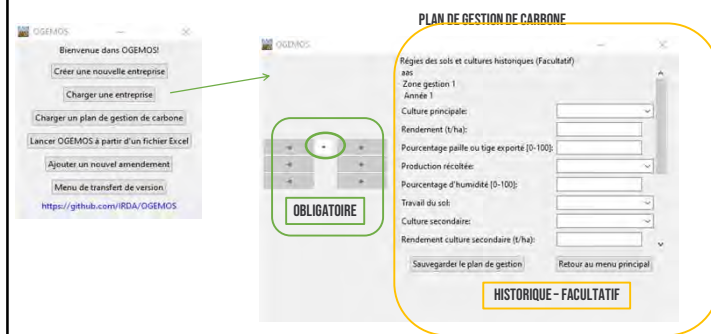 PLAN DE GESTION DE CARBONE
OGEMOS
Bienvenue dans OGEMOS!
Créer une nouvelle entreprise
Charger une entreprise
Charger un plan de gestion de carbone
Lancer OGEMOS à partir d'un fichier Excel
Ajouter un nouvel amendement
Menu de transfert de version
https://github.com/IRDA/OGEMOS
OGEMOS
OBLIGATOIRE
Régies des sols et cultures historiques (Facultatif)
aas
Zone gestion 1
Année 1
Culture principale:
Rendement (t/ha):
Pourcentage paille ou tige exporté [0-100]:
Production récoltée:
Pourcentage d'humidité [0-100]:
Travail du sol:
Culture secondaire:
Rendement culture secondaire (t/ha):
Sauvegarder le plan de gestion
Retour au menu principal
HISTORIQUE – FACULTATIF